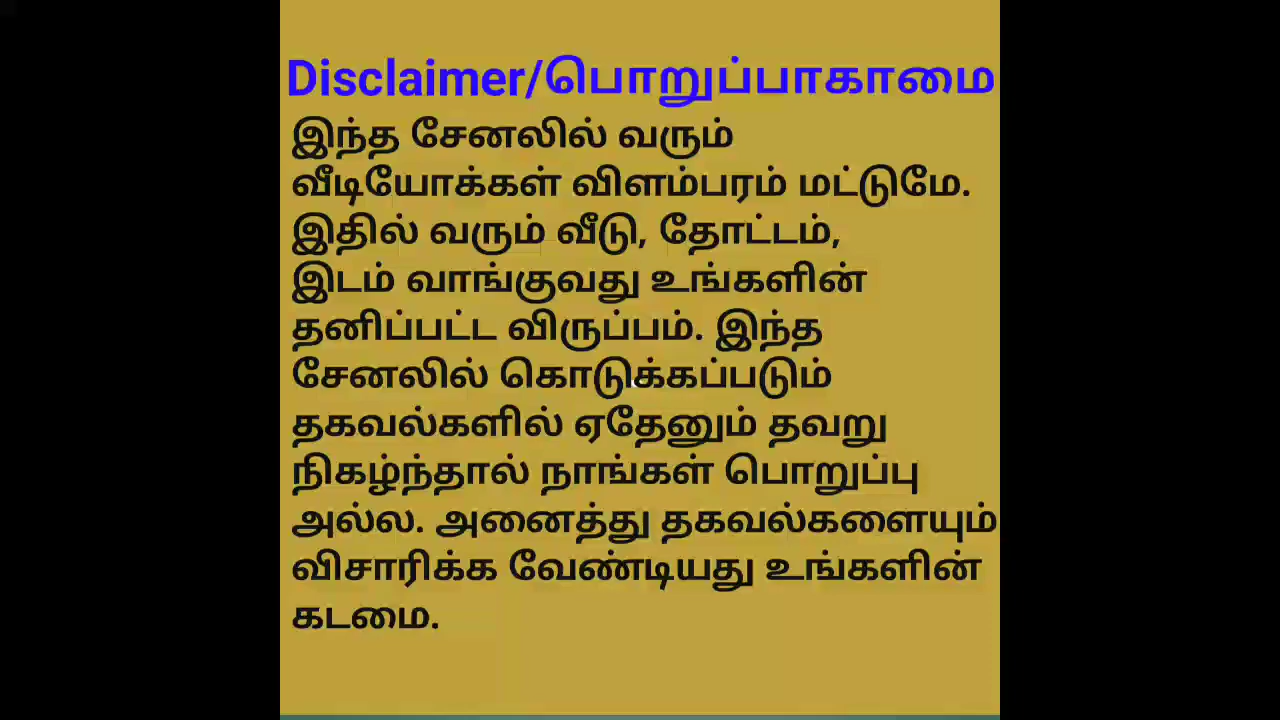 Disclaimer/பொறுப்பாகாமை
இந்த சேனலில் வரும்
வீடியோக்கள் விளம்பரம் மட்டுமே.
இதில் வரும் வீடு, தோட்டம்,
இடம் வாங்குவது உங்களின்
தனிப்பட்ட விருப்பம். இந்த
சேனலில் கொடுக்கப்படும்
தகவல்களில் ஏதேனும் தவறு
நிகழ்ந்தால் நாங்கள் பொறுப்பு
அல்ல. அனைத்து தகவல்களையும்
விசாரிக்க வேண்டியது உங்களின்
கடமை.